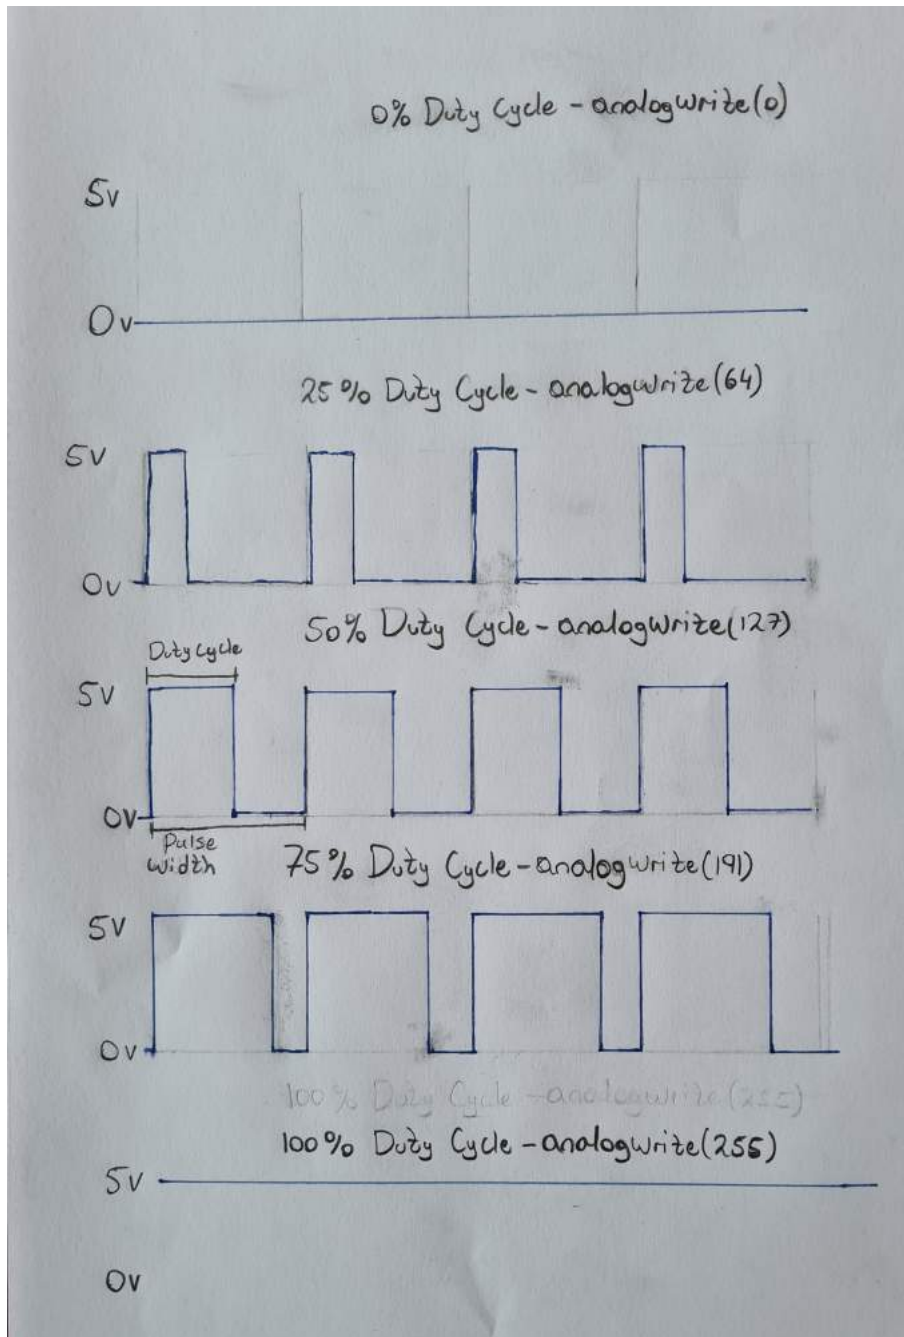 0% Duty Cycle - analogwrite(0)
5v
0v
25% Duty Cycle - analogwrite(64)
5v
0v
50% Duty Cycle - analogwrite(127)
Duty Cycle
5v
0v
Pulse
width
75% Duty Cycle - analogwrite(191)
5v
0v
100% Duty Cycle - analogwrite(255)
100% Duty Cycle - analogwrite(255)
5v
0v